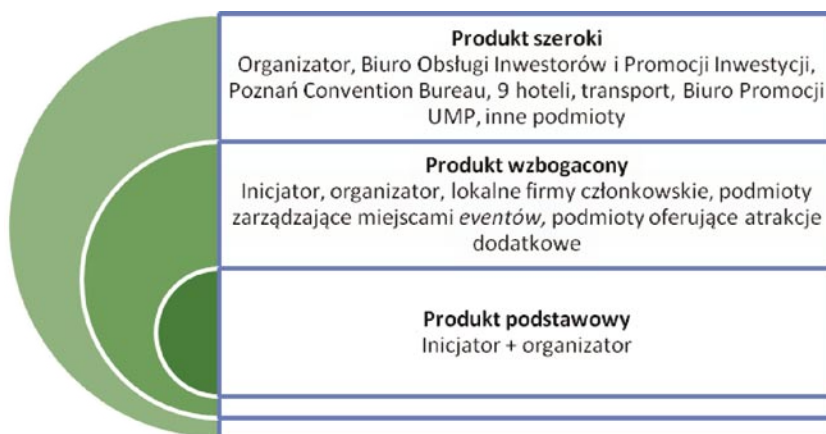 Produkt szeroki
Organizator, Biuro Obsługi Inwestorów i Promocji Inwestycji,
Poznań Convention Bureau, 9 hoteli, transport, Biuro Promocji
UMP, inne podmioty
Produkt wzbogacony
Inicjator, organizator, lokalne firmy członkowskie, podmioty
zarządzające miejscami eventów, podmioty oferujące atrakcje
dodatkowe
Produkt podstawowy
Inicjator + organizator